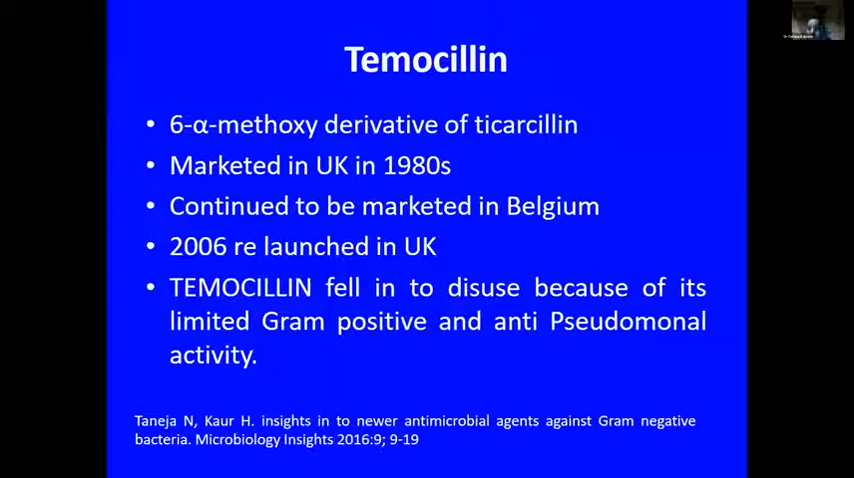 Temocillin
• 6-α-methoxy derivative of ticarcillin
• Marketed in UK in 1980s
• Continued to be marketed in Belgium
• 2006 re launched in UK
• TEMOCILLIN fell in to disuse because of its
limited Gram positive and anti Pseudomonal
activity.
Taneja N, Kaur H. insights in to newer antimicrobial agents against Gram negative
bacteria. Microbiology Insights 2016:9; 9-19